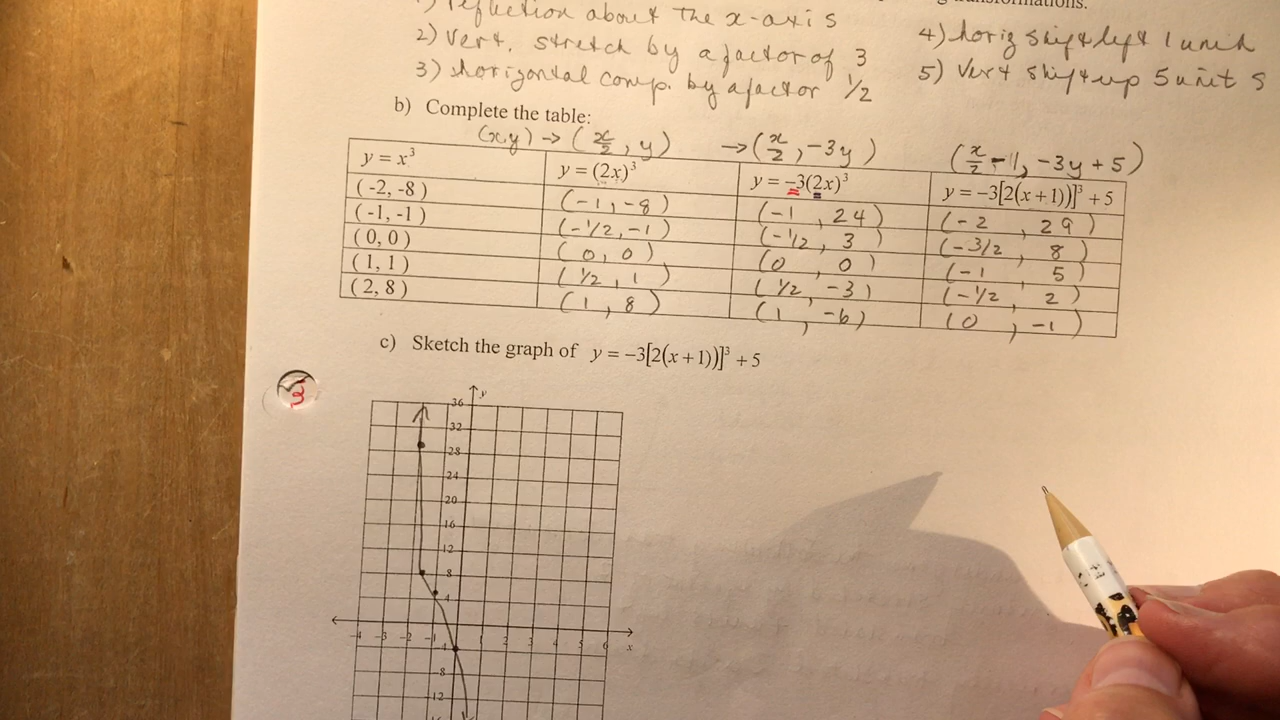 1) reflection about the x-axis
2) Vert. stretch by a factor of 3
3) horizontal comp. by a factor 1/2
4) horiz shift left 1 unit
5) Vert shift up 5 units
b) Complete the table:
(x,y) → (x/2, y) → (x/2, -3y) (x/2 - 1, -3y + 5)
y = x³ y = (2x)³ y = -3(2x)³ y = -3[2(x+1))]³ + 5
(-2, -8) (-1, -8) (-1, 24) (-2, 29)
(-1, -1) (-1/2, -1) (-1/2, 3) (-3/2, 8)
(0, 0) (0, 0) (0, 0) (-1, 5)
(1, 1) (1/2, 1) (1/2, -3) (-1/2, 2)
(2, 8) (1, 8) (1, -6) (0, -1)
c) Sketch the graph of y = -3[2(x+1))]³ + 5
y
36
32
28
24
20
16
12
8
4
-4 -3 -2 -1 1 2 3 4 5 6 x
-8
-12